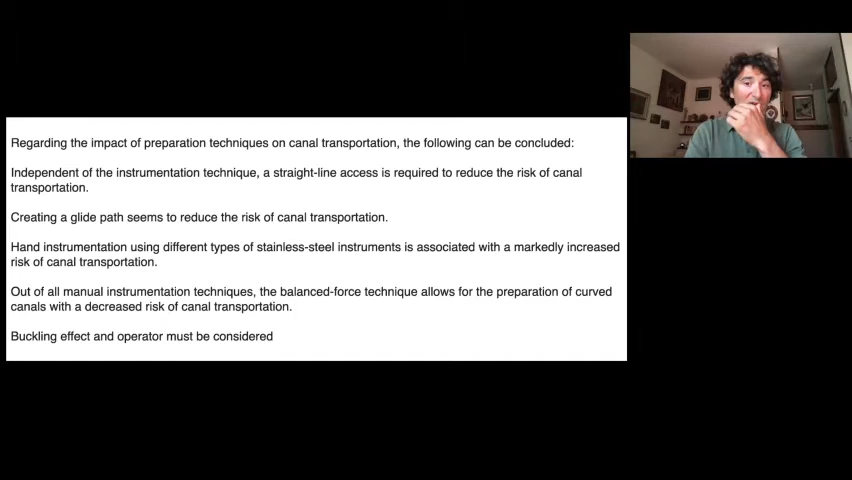 Regarding the impact of preparation techniques on canal transportation, the following can be concluded:
Independent of the instrumentation technique, a straight-line access is required to reduce the risk of canal
transportation.
Creating a glide path seems to reduce the risk of canal transportation.
Hand instrumentation using different types of stainless-steel instruments is associated with a markedly increased
risk of canal transportation.
Out of all manual instrumentation techniques, the balanced-force technique allows for the preparation of curved
canals with a decreased risk of canal transportation.
Buckling effect and operator must be considered